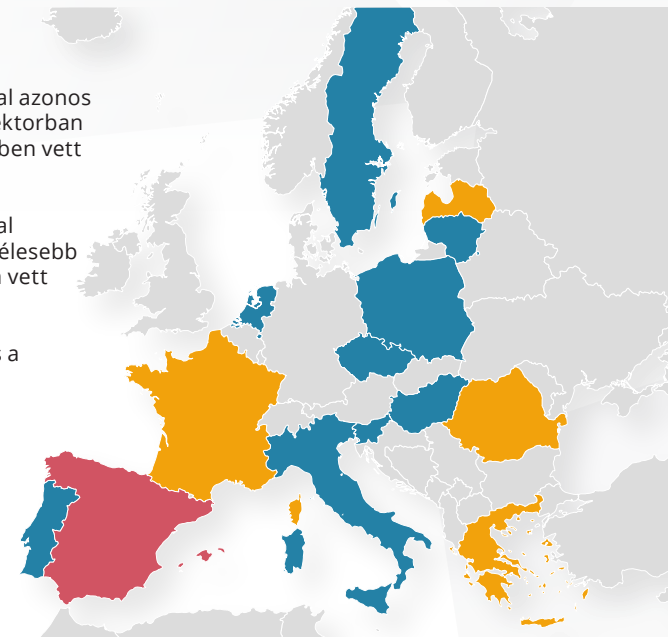 al azonos
ektorban
ben vett
al
élesebb
vett
s a